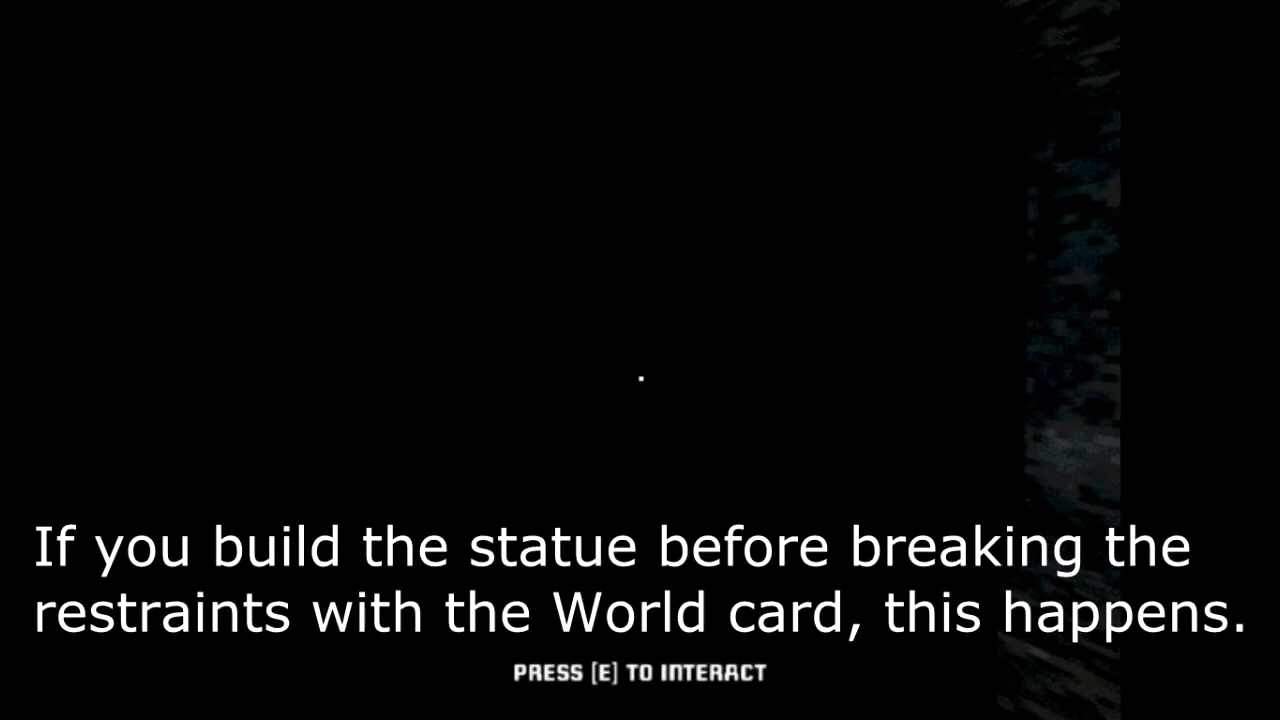 If you build the statue before breaking the
restraints with the World card, this happens.
PRESS [E] TO INTERACT